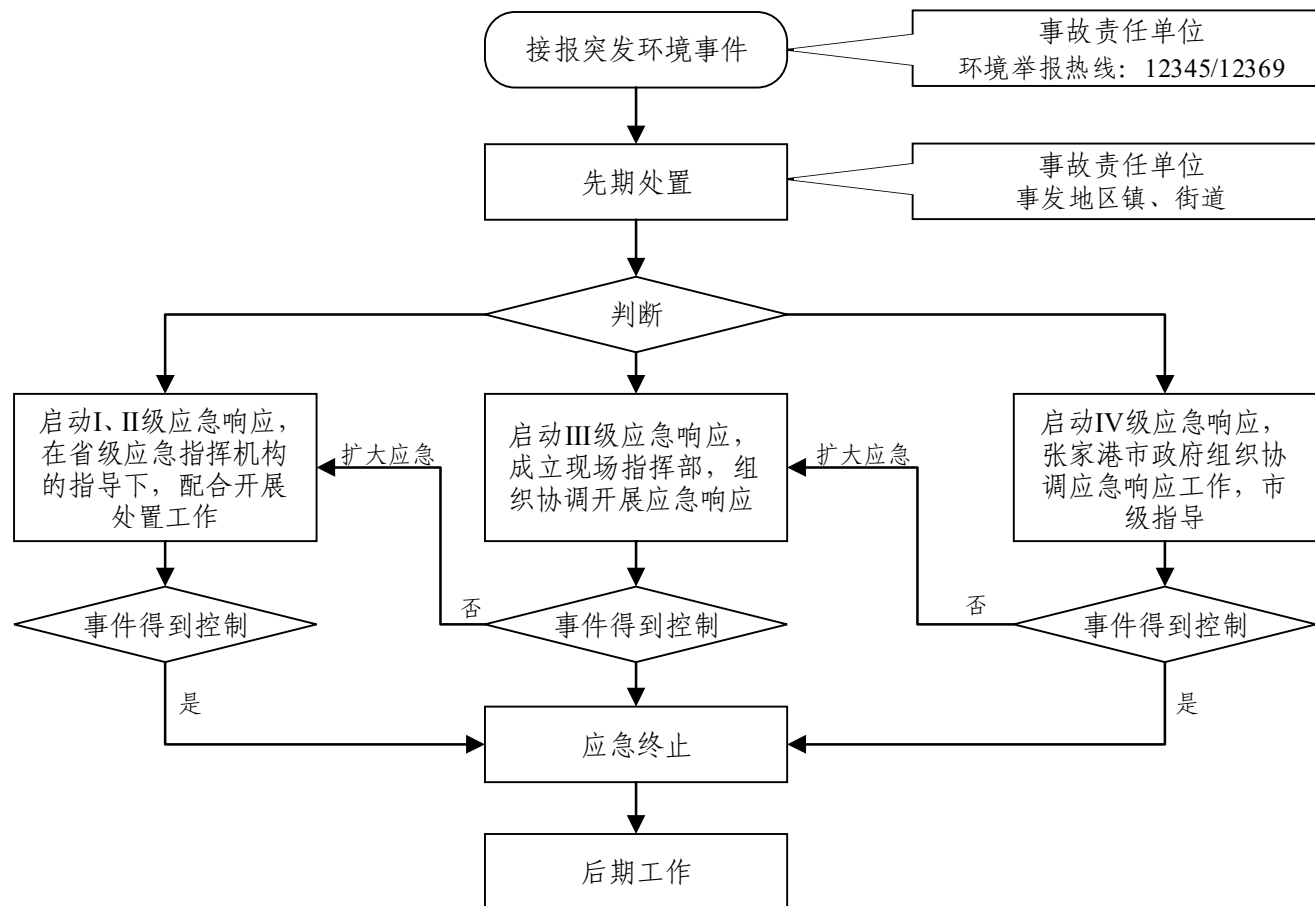 接报突发环境事件
事故责任单位
环境举报热线：12345/12369
先期处置
事故责任单位
事发地区镇、街道
判断
启动I、II级应急响应，
在省级应急指挥机构
的指导下，配合开展
处置工作
扩大应急
启动III级应急响应，
成立现场指挥部，组
织协调开展应急响应
扩大应急
启动IV级应急响应，
张家港市政府组织协
调应急响应工作，市
级指导
事件得到控制
否
事件得到控制
否
事件得到控制
是
应急终止
是
后期工作